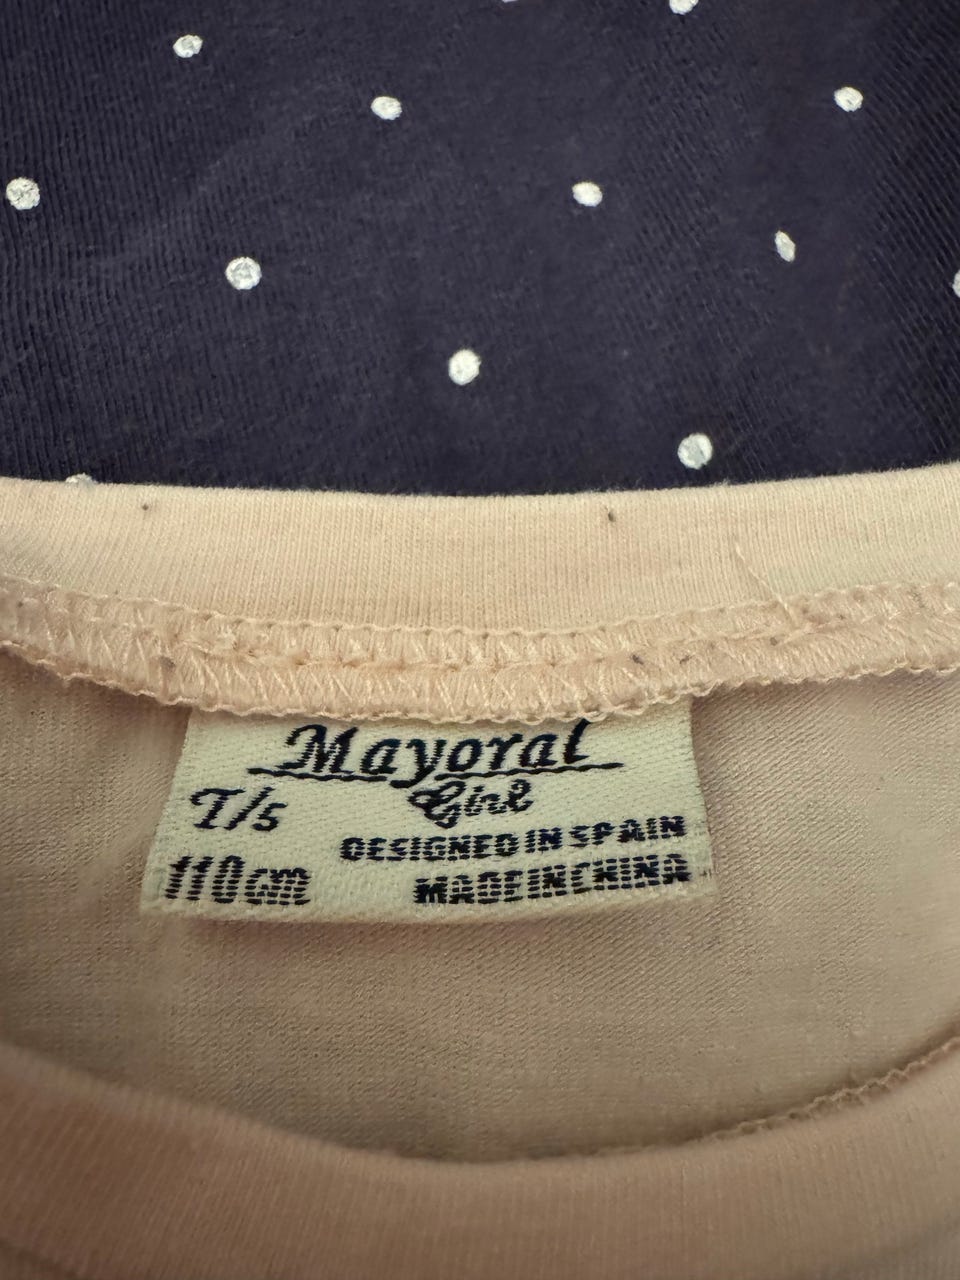 Mayoral
Girl
T/5
DESIGNED IN SPAIN
110cm
MADE IN CHINA